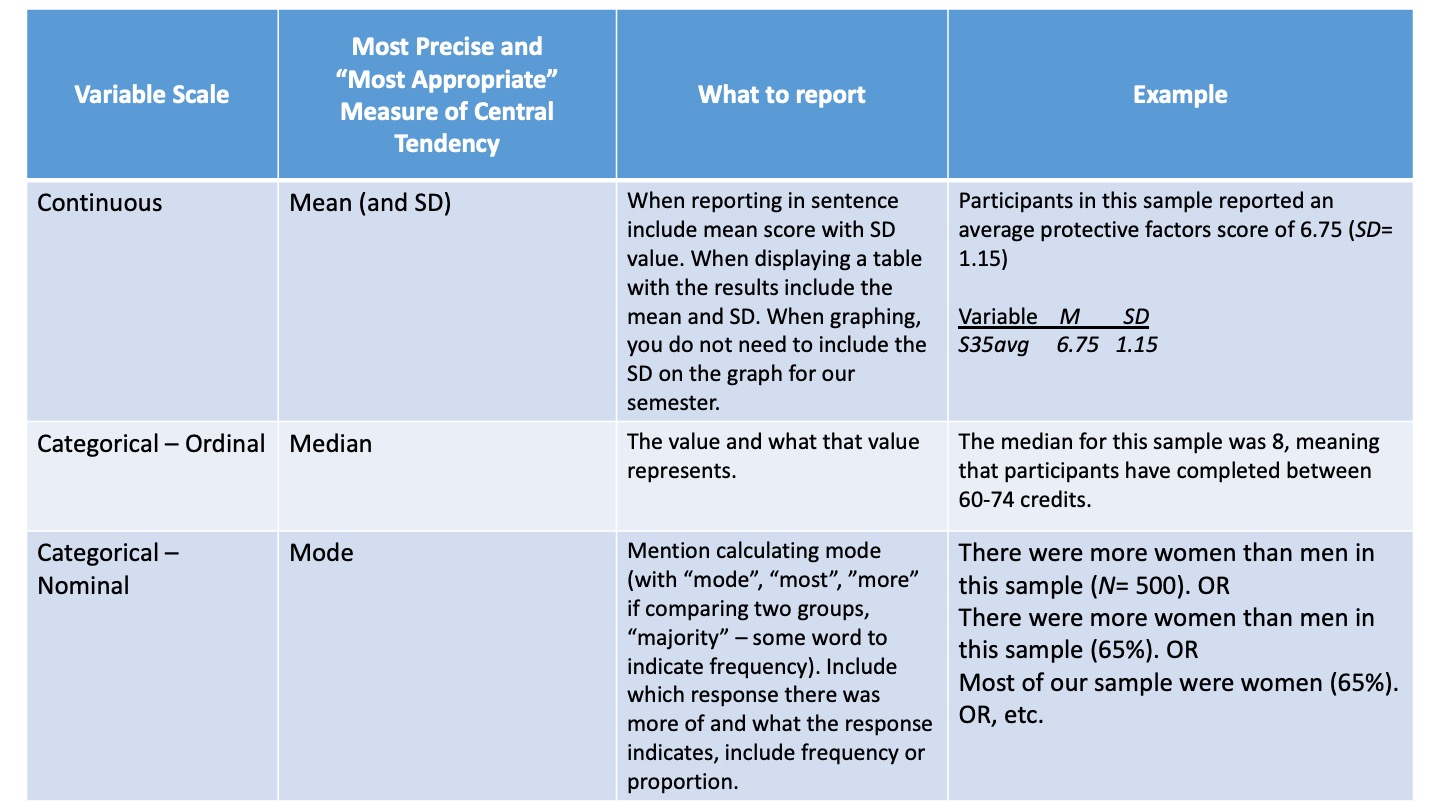 Variable Scale
Most Precise and
“Most Appropriate”
Measure of Central
Tendency
What to report
Example
Continuous
Mean (and SD)
When reporting in sentence
include mean score with SD
value. When displaying a table
with the results include the
mean and SD. When graphing,
you do not need to include the
SD on the graph for our
semester.
Participants in this sample reported an
average protective factors score of 6.75 (SD=
1.15)
Variable M SD
S35avg 6.75 1.15
Categorical – Ordinal
Median
The value and what that value
represents.
The median for this sample was 8, meaning
that participants have completed between
60-74 credits.
Categorical –
Nominal
Mode
Mention calculating mode
(with “mode”, “most”, ”more”
if comparing two groups,
“majority” – some word to
indicate frequency). Include
which response there was
more of and what the response
indicates, include frequency or
proportion.
There were more women than men in
this sample (N= 500). OR
There were more women than men in
this sample (65%). OR
Most of our sample were women (65%).
OR, etc.